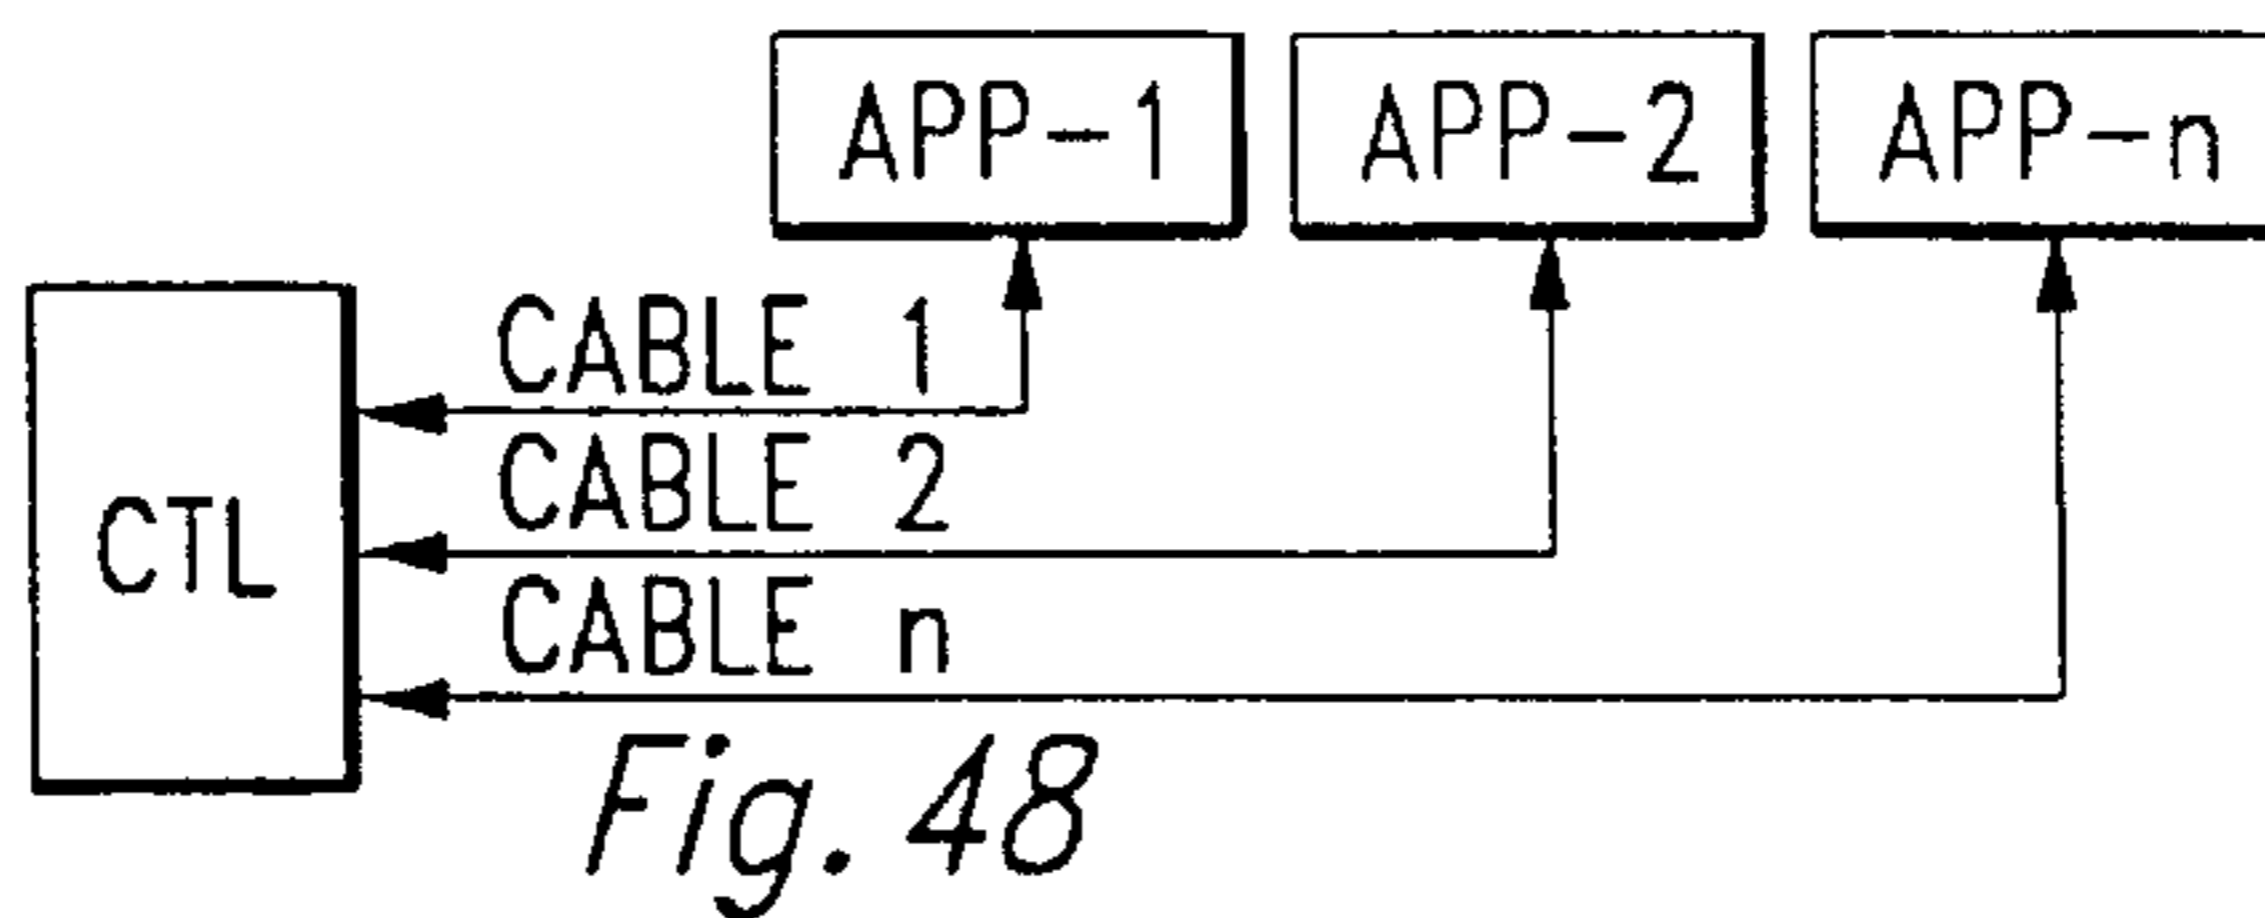 APP-1
APP-2
APP-n
CABLE 1
CABLE 2
CABLE n
CTL
Fig. 48